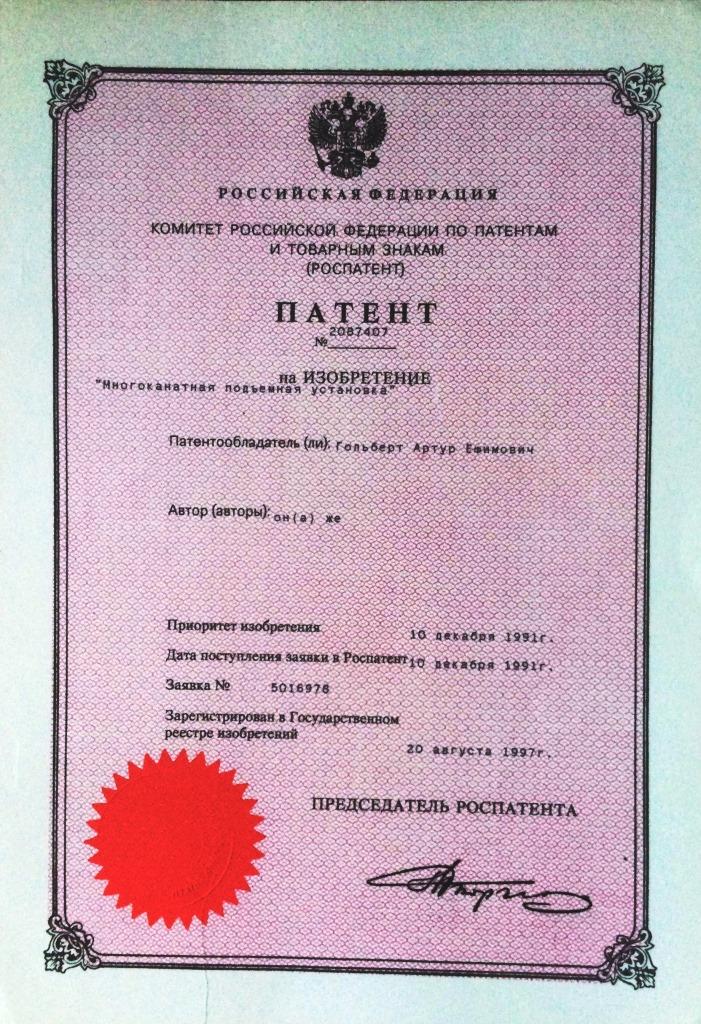 РОССИЙСКАЯ ФЕДЕРАЦИЯ
КОМИТЕТ РОССИЙСКОЙ ФЕДЕРАЦИИ ПО ПАТЕНТАМ
И ТОВАРНЫМ ЗНАКАМ
(РОСПАТЕНТ)
ПАТЕНТ
№ 2087407
на ИЗОБРЕТЕНИЕ
"Многоканатная подъемная установка"
Патентообладатель (ли): Гольберт Артур Ефимович
Автор (авторы): он(а) же
Приоритет изобретения 10 декабря 1991г.
Дата поступления заявки в Роспатент 10 декабря 1991г.
Заявка № 5016978
Зарегистрирован в Государственном
реестре изобретений 20 августа 1997г.
ПРЕДСЕДАТЕЛЬ РОСПАТЕНТА